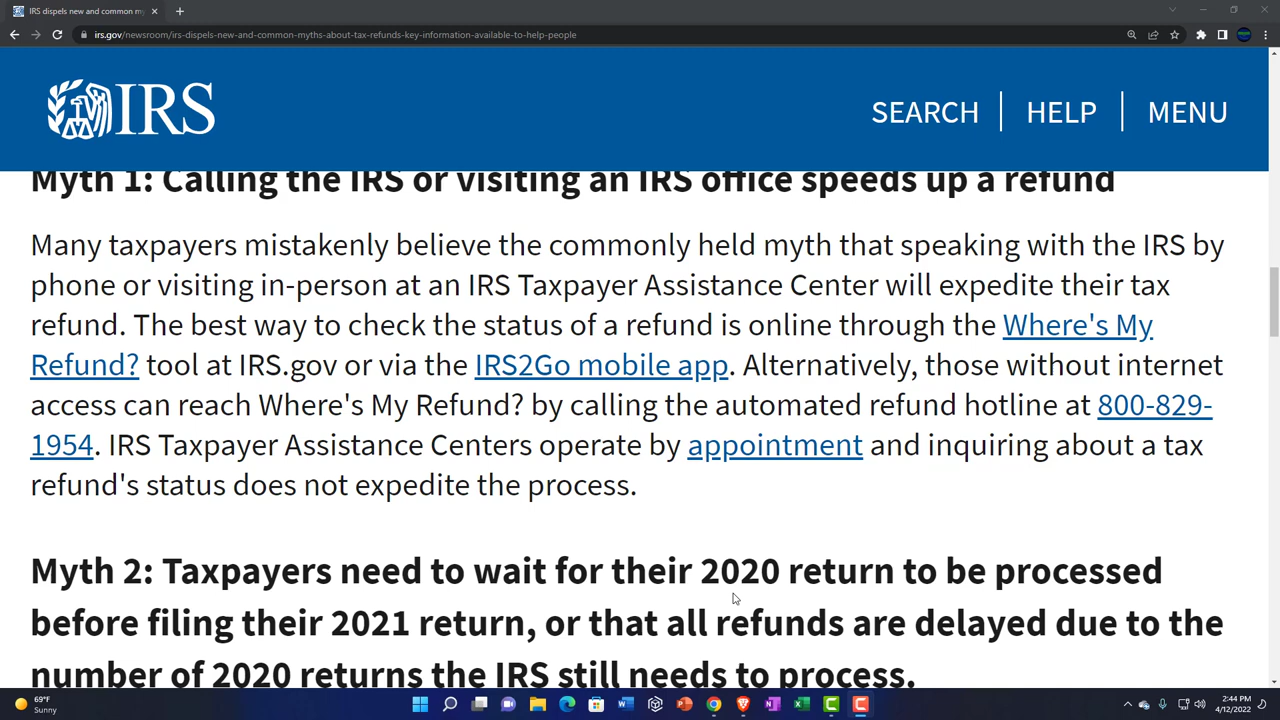 IRS dispels new and common my
irs.gov/newsroom/irs-dispels-new-and-common-myths-about-tax-refunds-key-information-available-to-help-people
IRS
SEARCH
HELP
MENU
Myth 1: Calling the IRS or visiting an IRS office speeds up a refund
Many taxpayers mistakenly believe the commonly held myth that speaking with the IRS by
phone or visiting in-person at an IRS Taxpayer Assistance Center will expedite their tax
refund. The best way to check the status of a refund is online through the Where's My
Refund? tool at IRS.gov or via the IRS2Go mobile app. Alternatively, those without internet
access can reach Where's My Refund? by calling the automated refund hotline at 800-829-
1954. IRS Taxpayer Assistance Centers operate by appointment and inquiring about a tax
refund's status does not expedite the process.
Myth 2: Taxpayers need to wait for their 2020 return to be processed
before filing their 2021 return, or that all refunds are delayed due to the
number of 2020 returns the IRS still needs to process.
69°F
Sunny
2:44 PM
4/12/2022